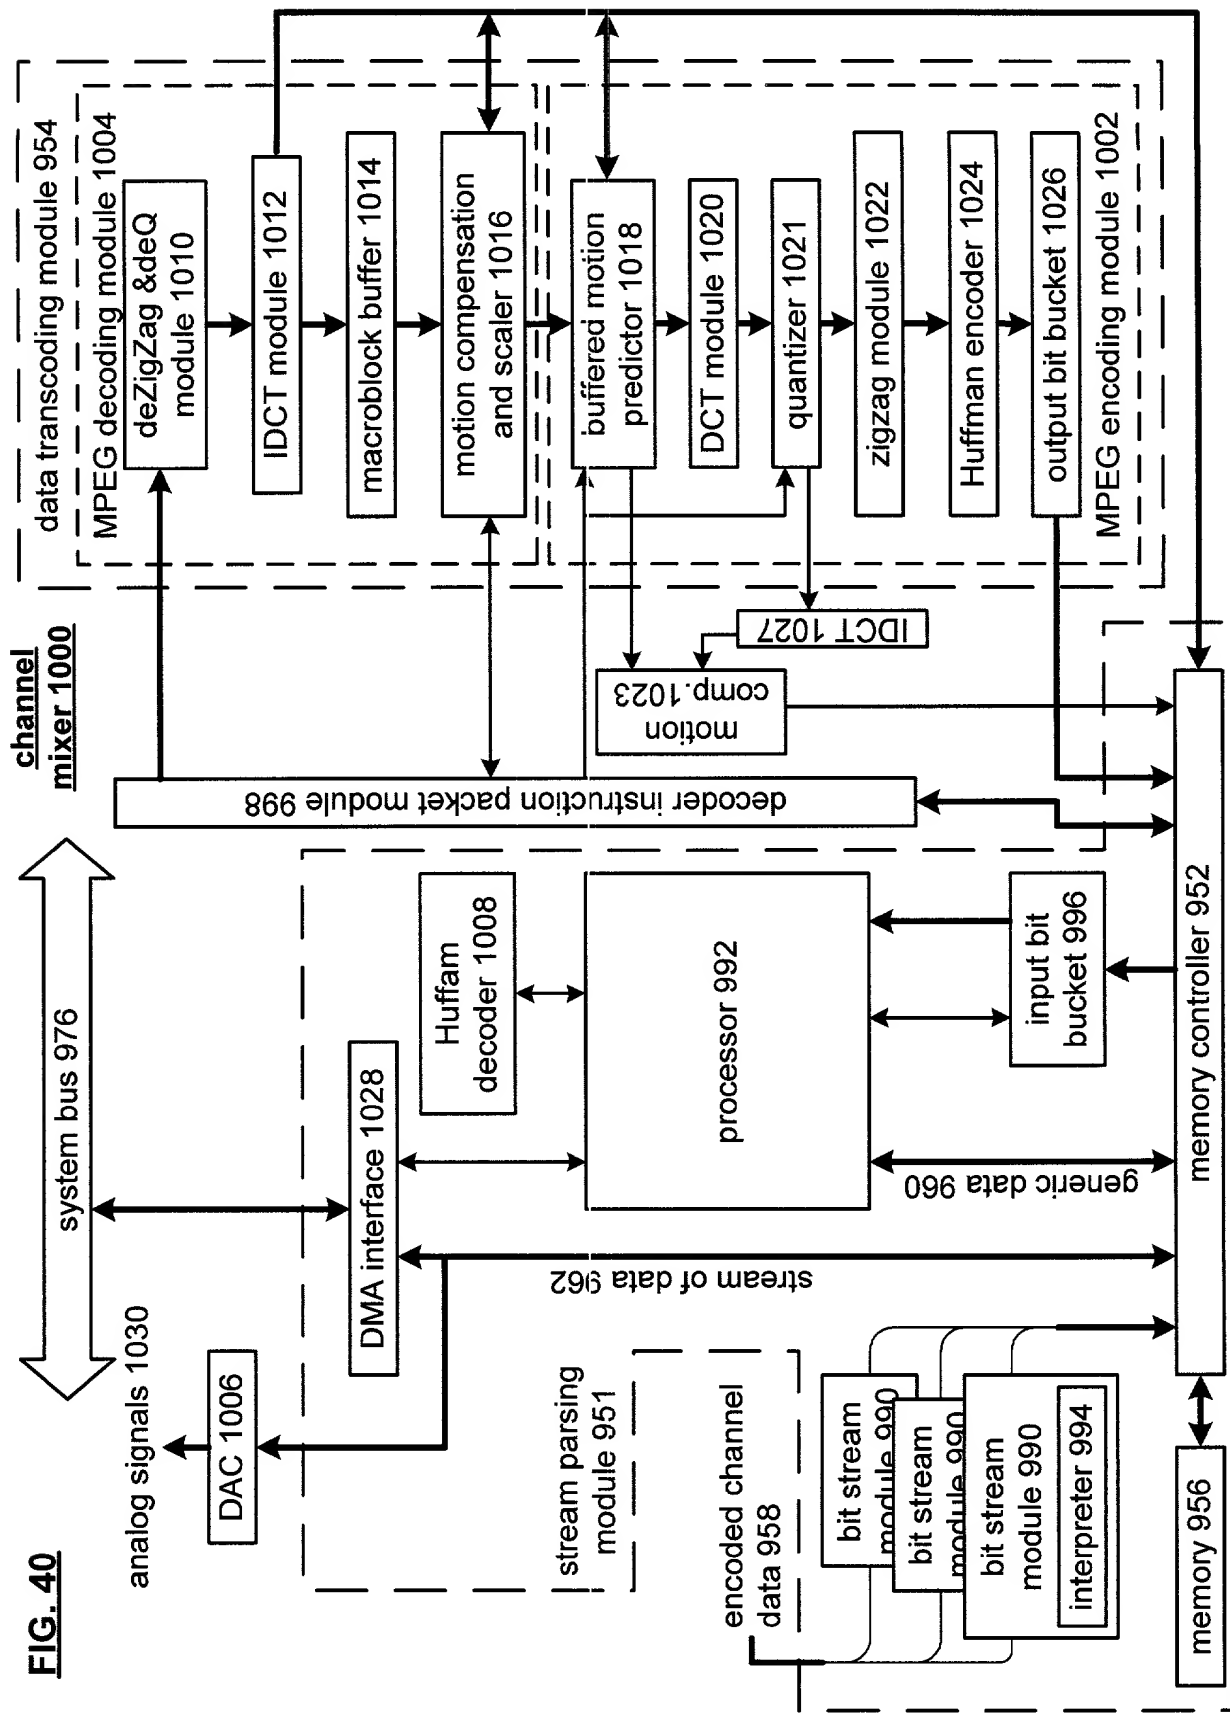 FIG. 40
channel
mixer 1000
system bus 976
analog signals 1030
DAC 1006
DMA interface 1028
stream parsing
module 951
encoded channel
data 958
bit stream
module 990
bit stream
module 990
bit stream
module 990
interpreter 994
memory 956
memory controller 952
stream of data 962
generic data 960
Huffam
decoder 1008
processor 992
input bit
bucket 996
decoder instruction packet module 998
motion
comp.1023
IDCT 1027
data transcoding module 954
MPEG decoding module 1004
deZigZag &deQ
module 1010
IDCT module 1012
macroblock buffer 1014
motion compensation
and scaler 1016
buffered motion
predictor 1018
DCT module 1020
quantizer 1021
zigzag module 1022
Huffman encoder 1024
output bit bucket 1026
MPEG encoding module 1002